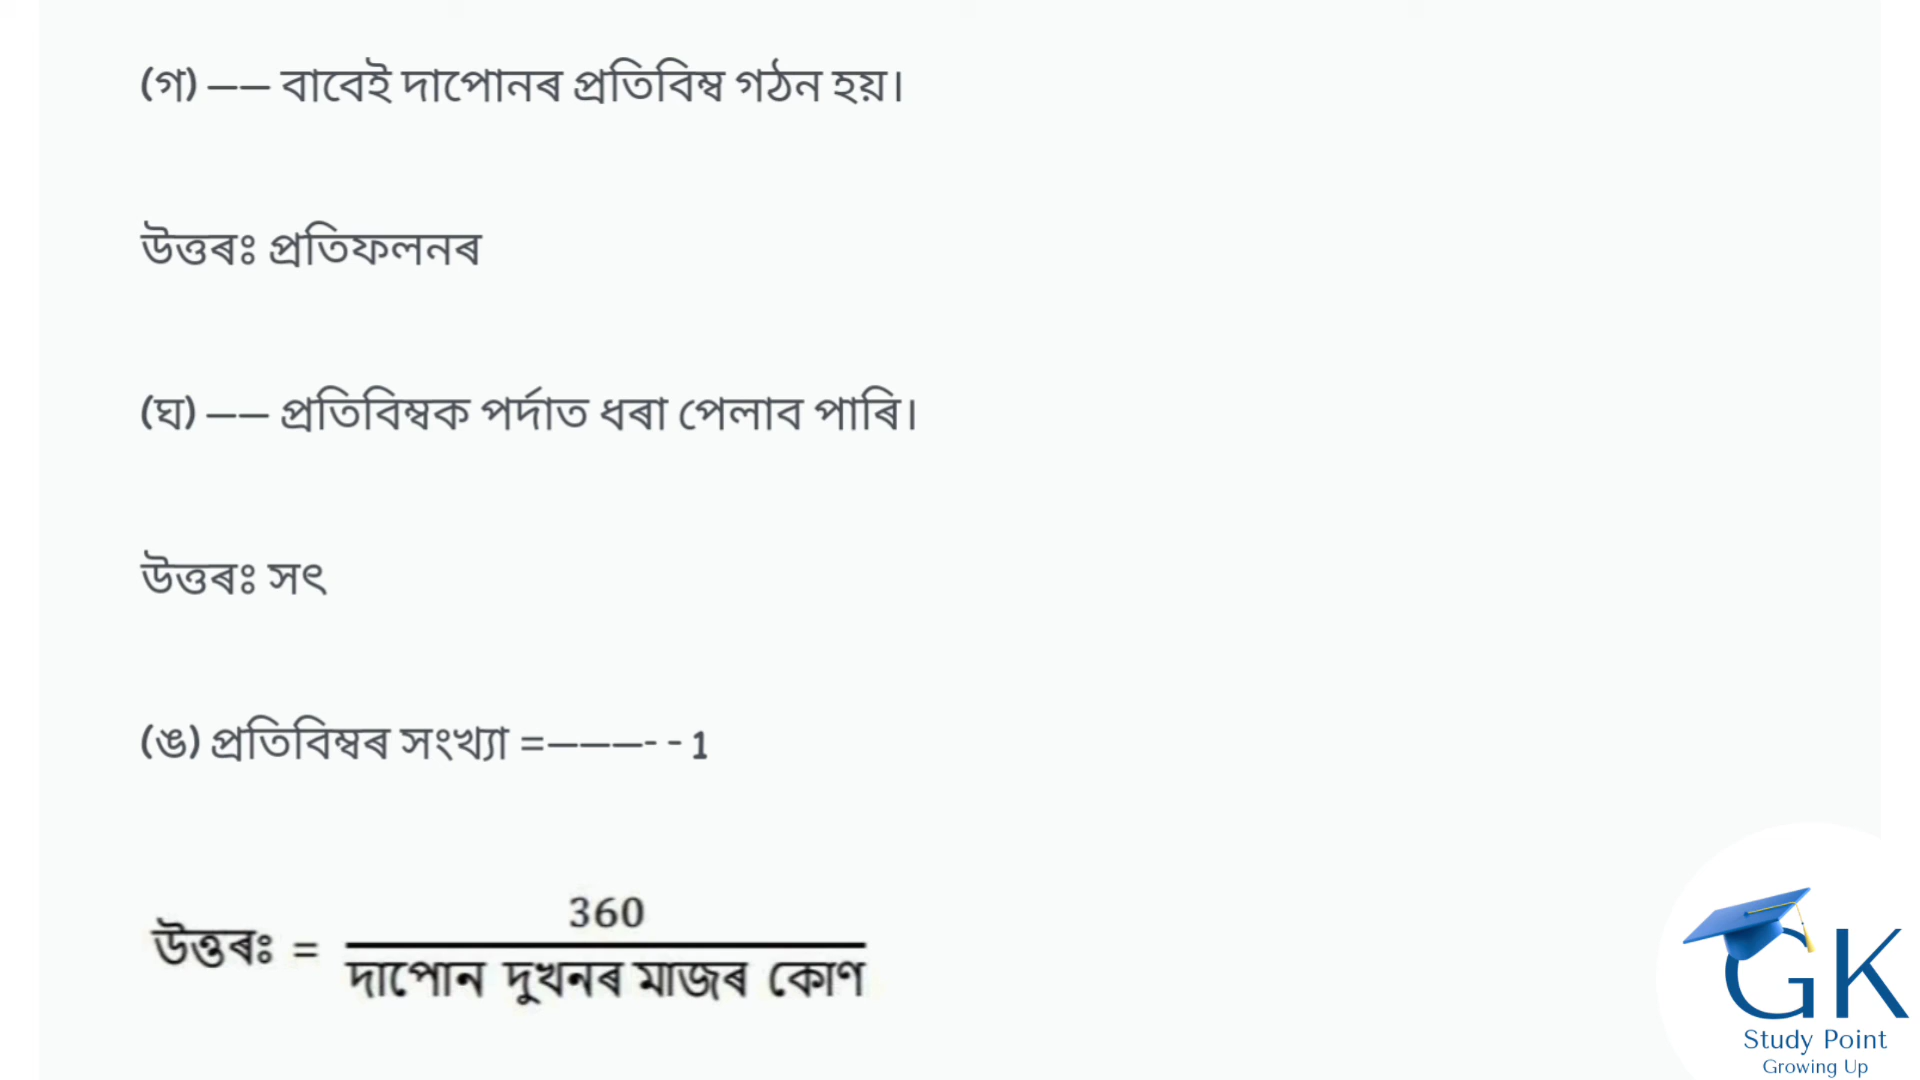 (গ) —— বাবেই দাপোনৰ প্ৰতিবিম্ব গঠন হয়।
উত্তৰঃ প্ৰতিফলনৰ
(ঘ) —— প্ৰতিবিম্বক পৰ্দাত ধৰা পেলাব পাৰি।
উত্তৰঃ সৎ
(ঙ) প্ৰতিবিম্বৰ সংখ্যা =———- - 1
360
উত্তৰঃ =
দাপোন দুখনৰ মাজৰ কোণ
GK
Study Point
Growing Up